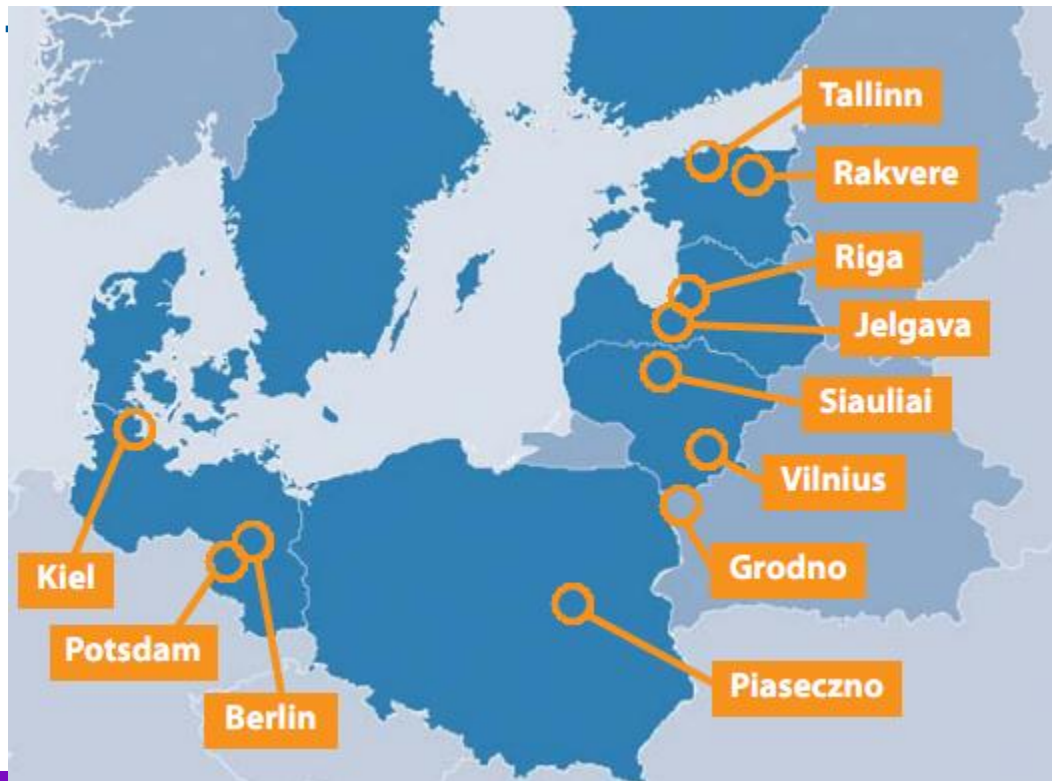 Tallinn
Rakvere
Riga
Jelgava
Siauliai
Vilnius
Grodno
Kiel
Potsdam
Piaseczno
Berlin